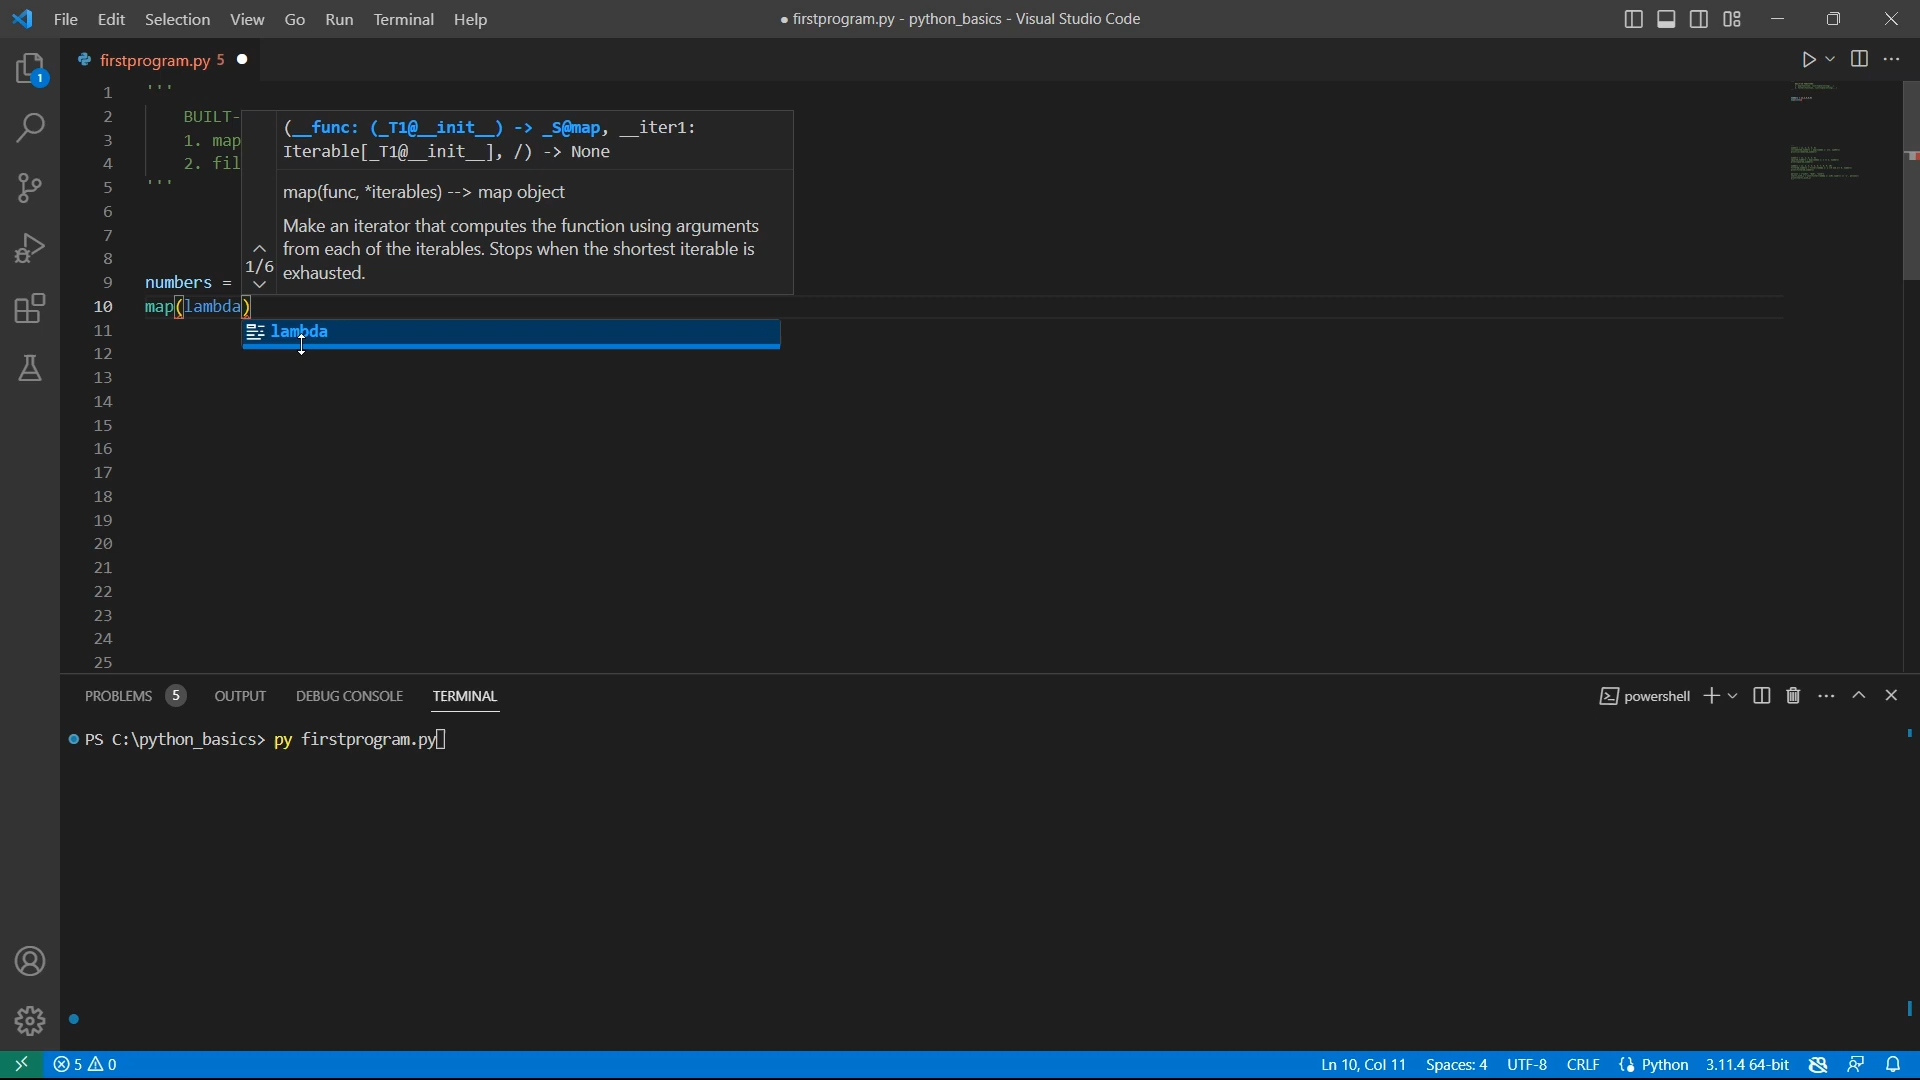 File Edit Selection View Go Run Terminal Help
● firstprogram.py - python_basics - Visual Studio Code
1
firstprogram.py 5 ●
1 '''
2 BUILT-
3 1. map
4 2. fil
5 '''
6
7
8
9 numbers =
10 map(lambda)
11
12
13
14
15
16
17
18
19
20
21
22
23
24
25
(__func: (_T1@__init__) -> _S@map, __iter1:
Iterable[_T1@__init__], /) -> None
map(func, *iterables) --> map object
Make an iterator that computes the function using arguments
from each of the iterables. Stops when the shortest iterable is
exhausted.
1/6
lambda
PROBLEMS 5 OUTPUT DEBUG CONSOLE TERMINAL
powershell
PS C:\python_basics> py firstprogram.py
5 0
Ln 10, Col 11 Spaces: 4 UTF-8 CRLF Python 3.11.4 64-bit